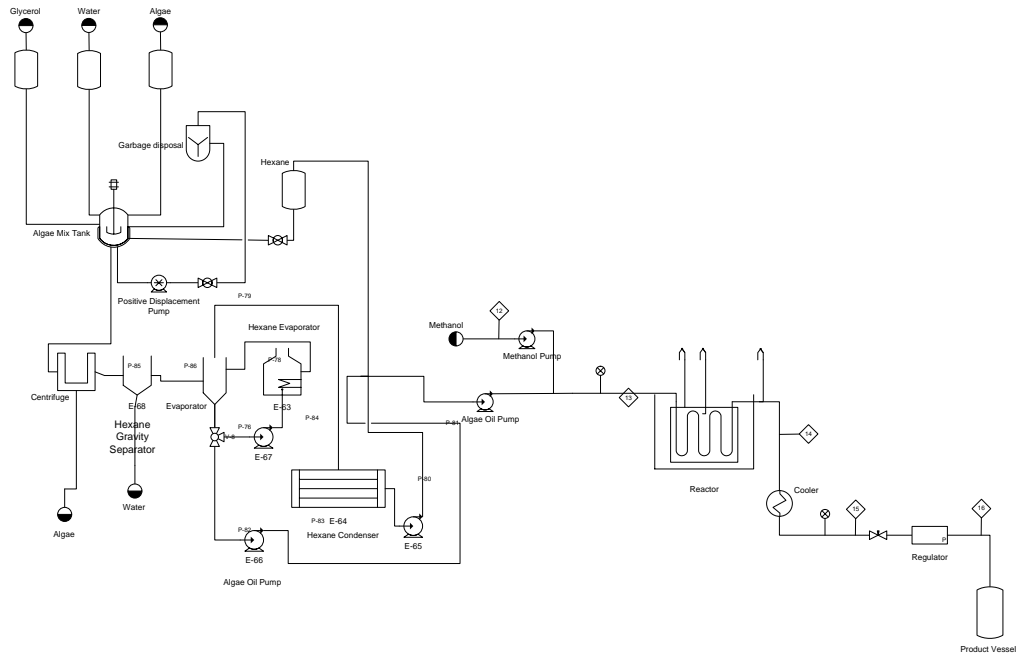 Glycerol
Water
Algae
Garbage disposal
Hexane
Algae Mix Tank
Positive Displacement
Pump
P-79
Hexane Evaporator
Methanol
12
Methanol Pump
P-85
P-86
P-78
Centrifuge
E-68
Evaporator
E-63
P-84
13
Algae Oil Pump
P-81
Hexane
Gravity
Separator
V-8
P-76
E-67
14
P-80
Reactor
Cooler
Water
Algae
P-83
E-64
Hexane Condenser
E-65
P-82
E-66
Algae Oil Pump
15
16
P
Regulator
Product Vessel